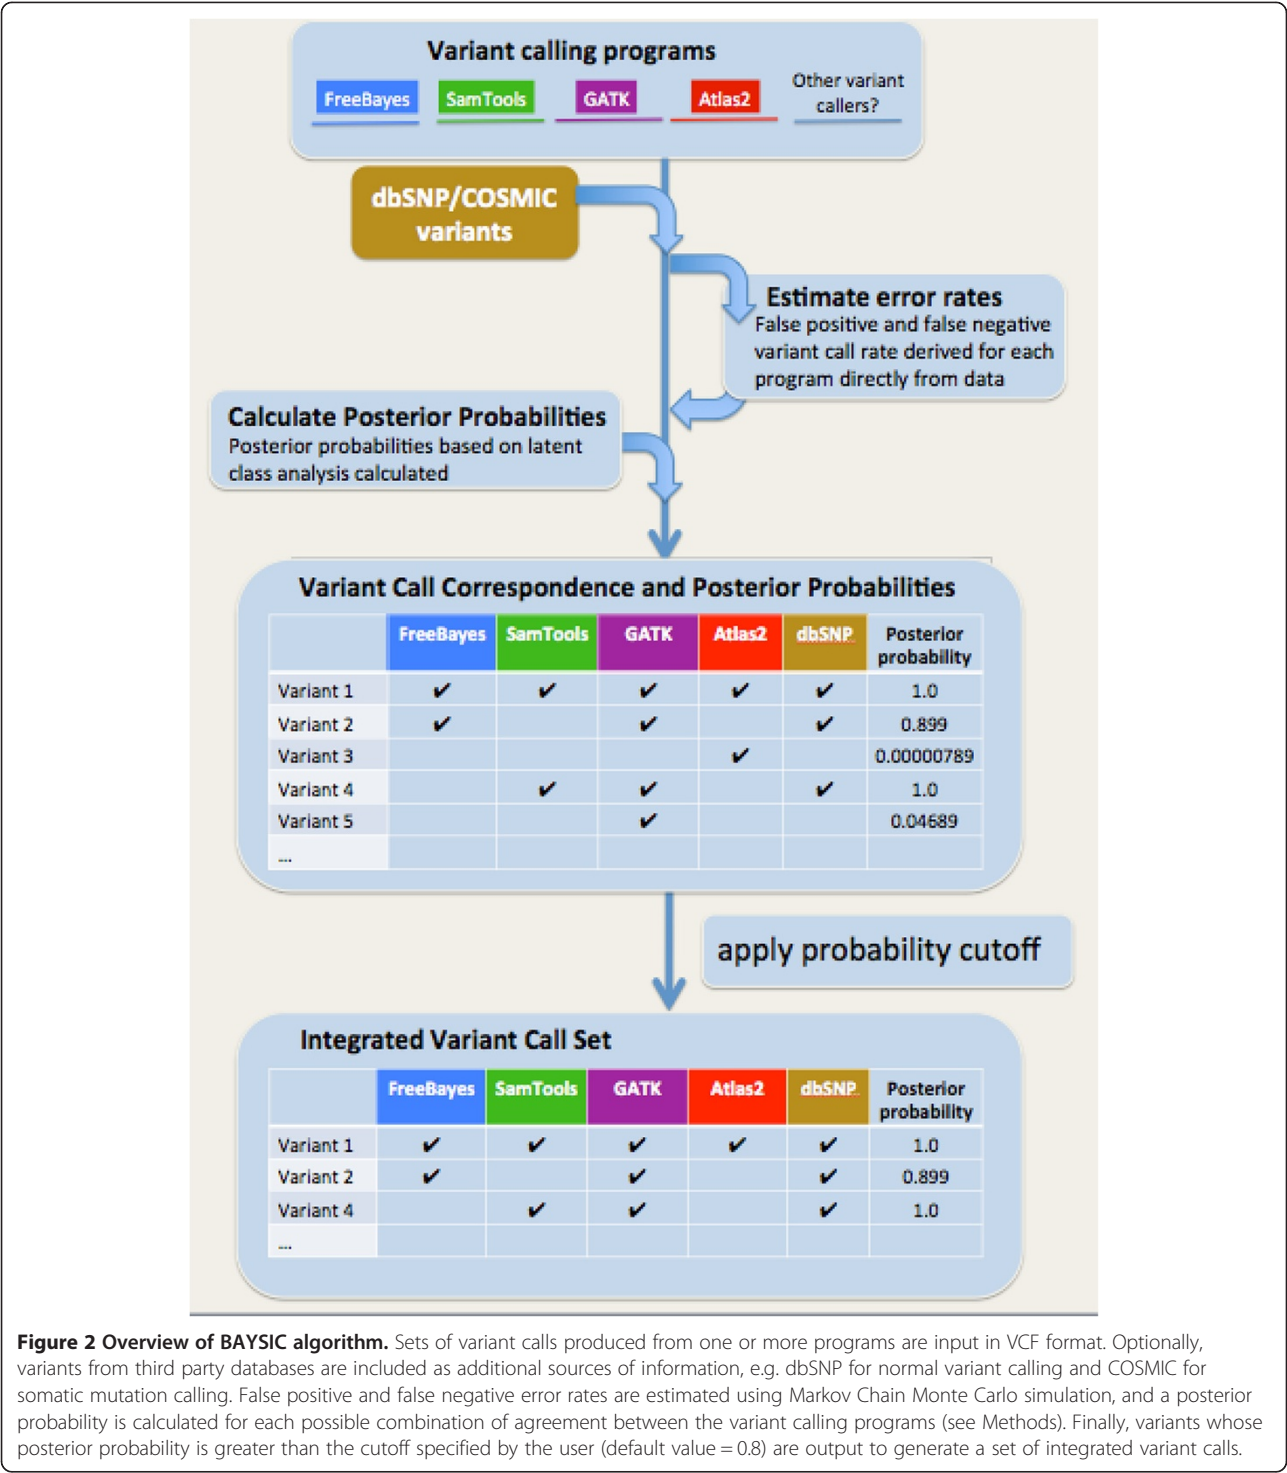 Variant calling programs
FreeBayes SamTools GATK Atlas2 Other variant callers?
dbSNP/COSMIC
variants
Estimate error rates
False positive and false negative
variant call rate derived for each
program directly from data
Calculate Posterior Probabilities
Posterior probabilities based on latent
class analysis calculated
Variant Call Correspondence and Posterior Probabilities
FreeBayes SamTools GATK Atlas2 dbSNP Posterior probability
Variant 1 ✔ ✔ ✔ ✔ ✔ 1.0
Variant 2 ✔ ✔ ✔ 0.899
Variant 3 ✔ 0.00000789
Variant 4 ✔ ✔ ✔ 1.0
Variant 5 ✔ 0.04689
...
apply probability cutoff
Integrated Variant Call Set
FreeBayes SamTools GATK Atlas2 dbSNP Posterior probability
Variant 1 ✔ ✔ ✔ ✔ ✔ 1.0
Variant 2 ✔ ✔ ✔ 0.899
Variant 4 ✔ ✔ ✔ 1.0
...
Figure 2 Overview of BAYSIC algorithm. Sets of variant calls produced from one or more programs are input in VCF format. Optionally,
variants from third party databases are included as additional sources of information, e.g. dbSNP for normal variant calling and COSMIC for
somatic mutation calling. False positive and false negative error rates are estimated using Markov Chain Monte Carlo simulation, and a posterior
probability is calculated for each possible combination of agreement between the variant calling programs (see Methods). Finally, variants whose
posterior probability is greater than the cutoff specified by the user (default value = 0.8) are output to generate a set of integrated variant calls.